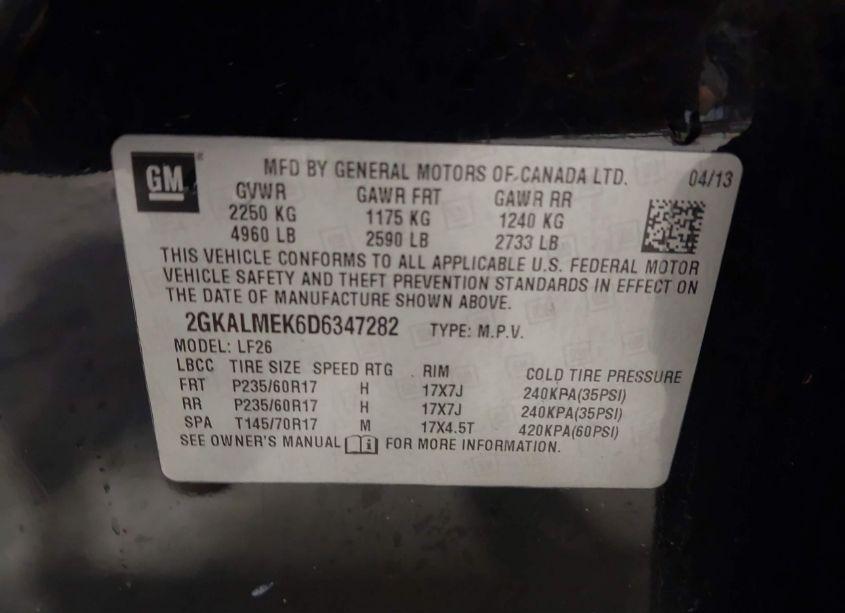 GM
MFD BY GENERAL MOTORS OF CANADA LTD. 04/13
GVWR GAWR FRT GAWR RR
2250 KG 1175 KG 1240 KG
4960 LB 2590 LB 2733 LB
THIS VEHICLE CONFORMS TO ALL APPLICABLE U.S. FEDERAL MOTOR
VEHICLE SAFETY AND THEFT PREVENTION STANDARDS IN EFFECT ON
THE DATE OF MANUFACTURE SHOWN ABOVE.
2GKALMEK6D6347282 TYPE: M.P.V.
MODEL: LF26
LBCC TIRE SIZE SPEED RTG RIM COLD TIRE PRESSURE
FRT P235/60R17 H 17X7J 240KPA(35PSI)
RR P235/60R17 H 17X7J 240KPA(35PSI)
SPA T145/70R17 M 17X4.5T 420KPA(60PSI)
SEE OWNER'S MANUAL i FOR MORE INFORMATION.